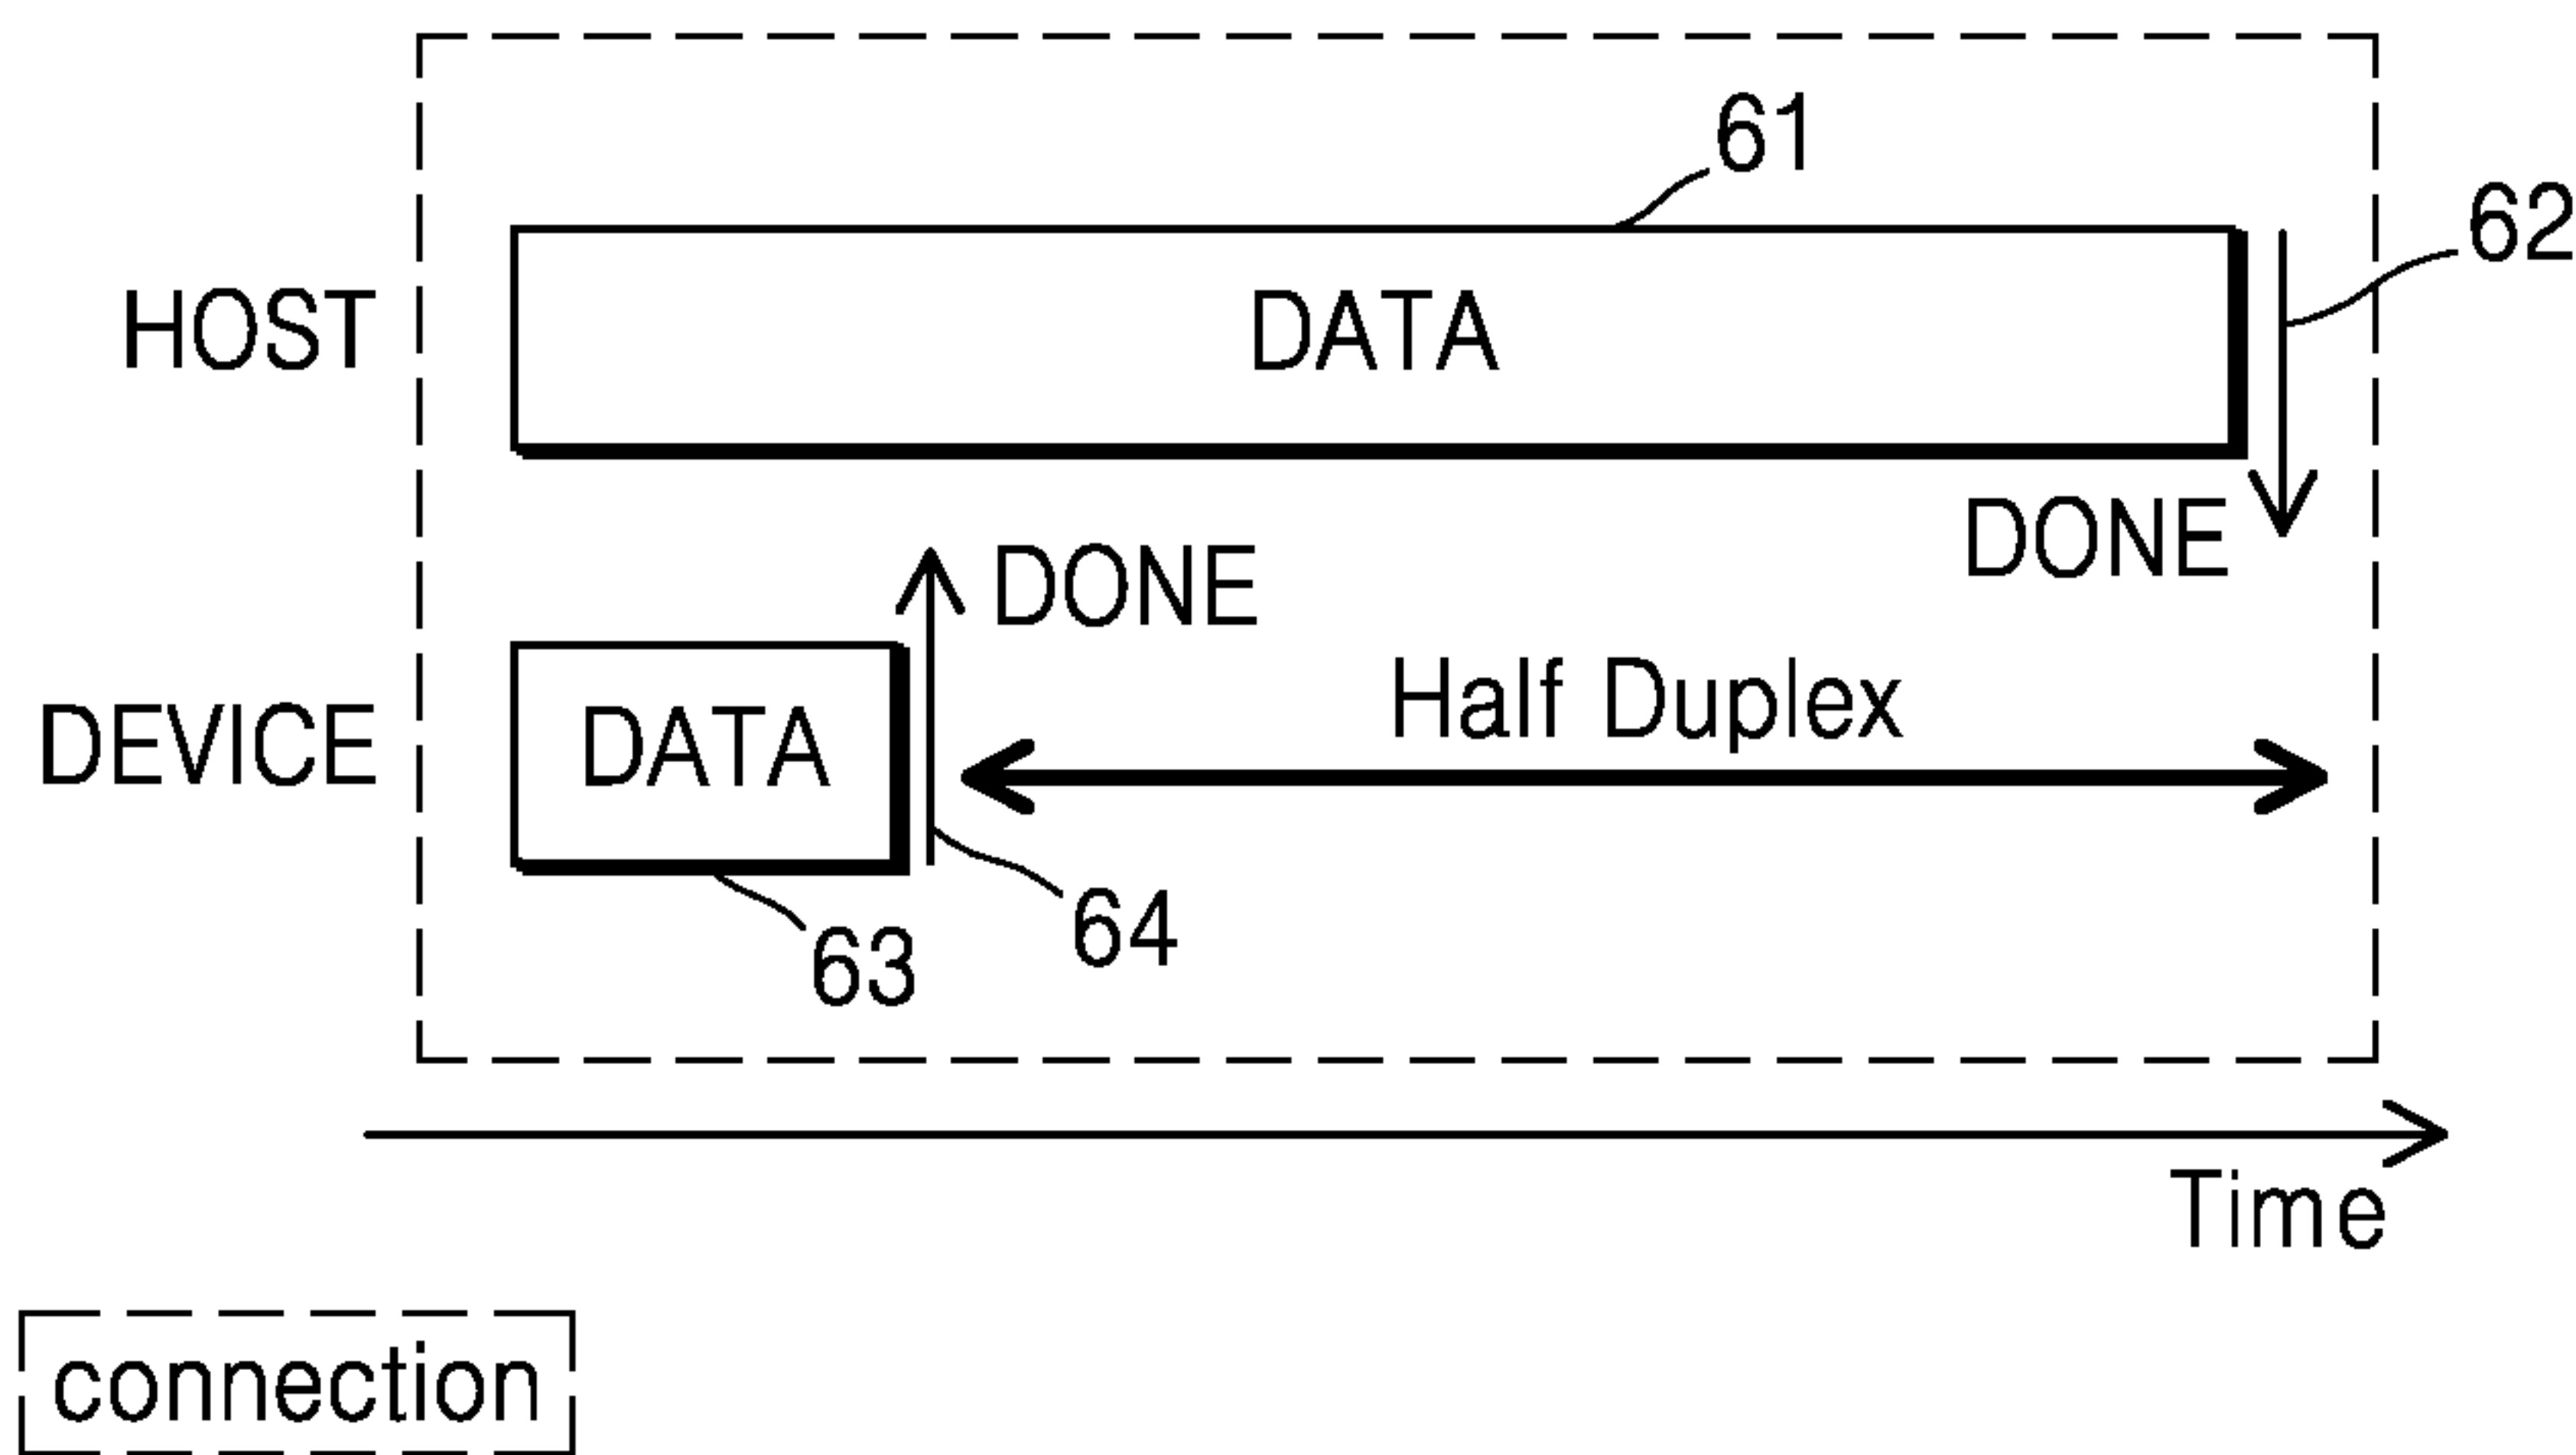 61
62
HOST
DATA
DONE
DONE
Half Duplex
DEVICE
DATA
64
63
Time
connection